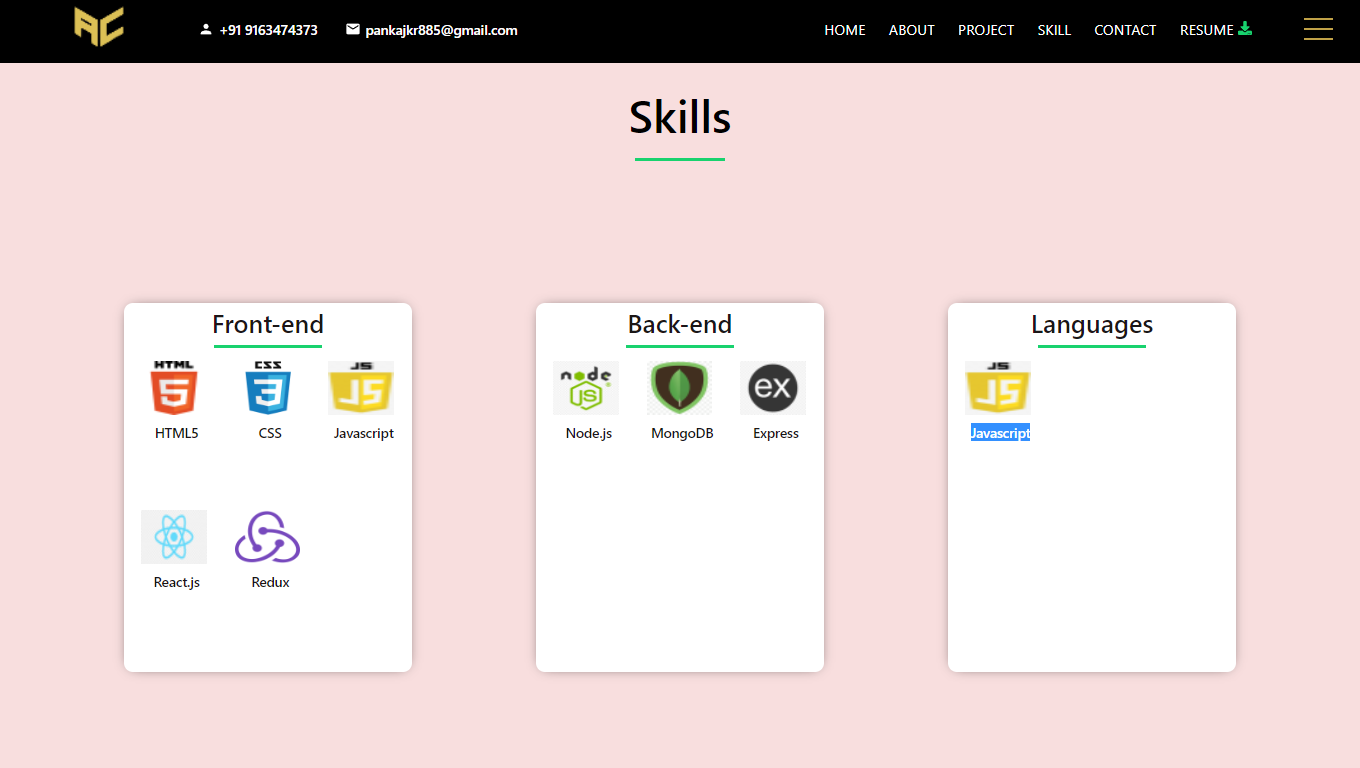 AC
+91 9163474373 pankajkr885@gmail.com HOME ABOUT PROJECT SKILL CONTACT RESUME
Skills
Front-end
HTML 5 CSS 3 JS JS
HTML5 CSS Javascript
React.js Redux
Back-end
node JS ex
Node.js MongoDB Express
Languages
JS JS
Javascript